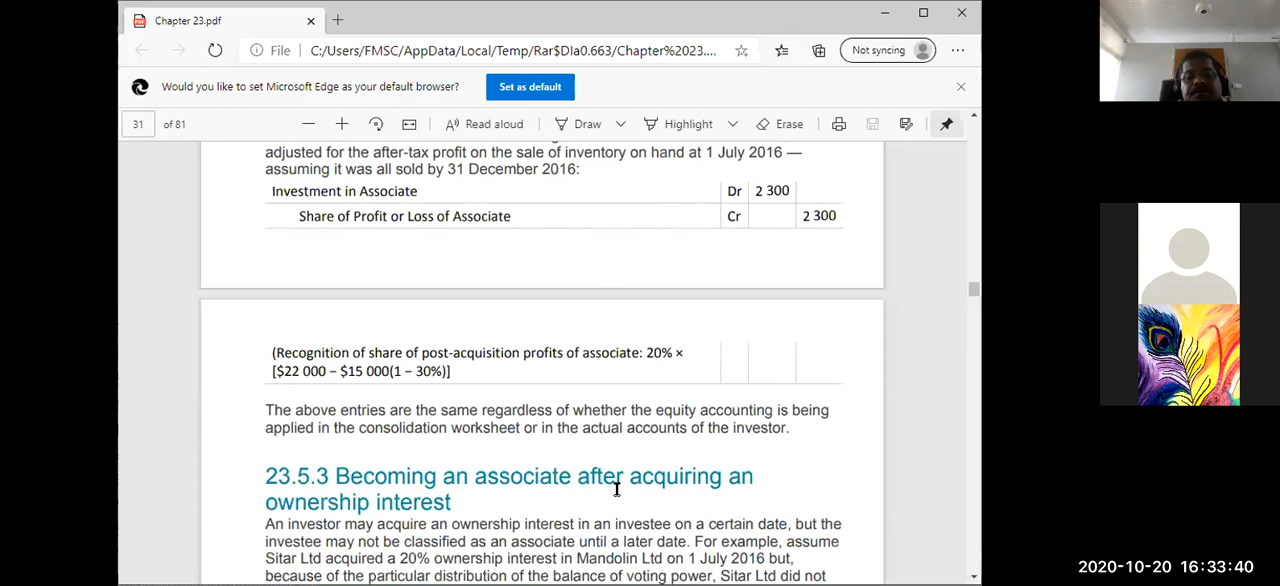 Chapter 23.pdf
File
C:/Users/FMSC/AppData/Local/Temp/Rar$DIa0.663/Chapter%2023....
Not syncing
Would you like to set Microsoft Edge as your default browser?
Set as default
31 of 81
Read aloud
Draw
Highlight
Erase
adjusted for the after-tax profit on the sale of inventory on hand at 1 July 2016 —
assuming it was all sold by 31 December 2016:
Investment in Associate Dr 2 300
Share of Profit or Loss of Associate Cr 2 300
(Recognition of share of post-acquisition profits of associate: 20% ×
[$22 000 – $15 000(1 – 30%)]
The above entries are the same regardless of whether the equity accounting is being
applied in the consolidation worksheet or in the actual accounts of the investor.
23.5.3 Becoming an associate after acquiring an
ownership interest
An investor may acquire an ownership interest in an investee on a certain date, but the
investee may not be classified as an associate until a later date. For example, assume
Sitar Ltd acquired a 20% ownership interest in Mandolin Ltd on 1 July 2016 but,
because of the particular distribution of the balance of voting power, Sitar Ltd did not
2020-10-20 16:33:40